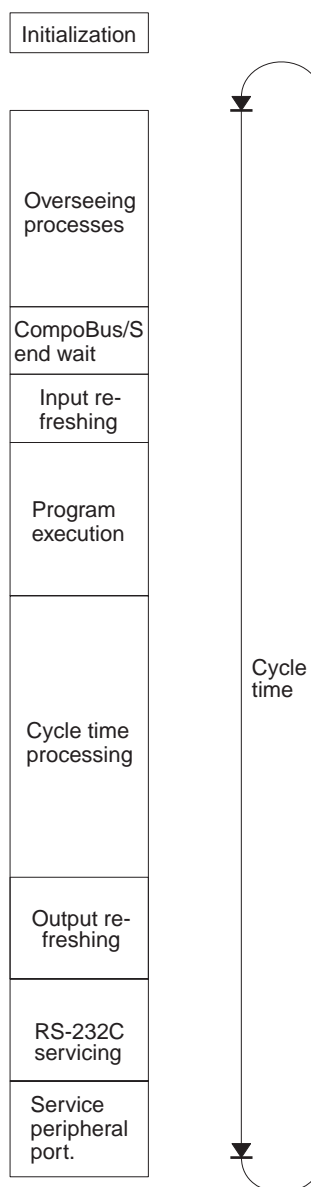 Initialization
Overseeing
processes
CompoBus/S
end wait
Input re-
freshing
Program
execution
Cycle time
processing
Output re-
freshing
RS-232C
servicing
Service
peripheral
port.
Cycle
time